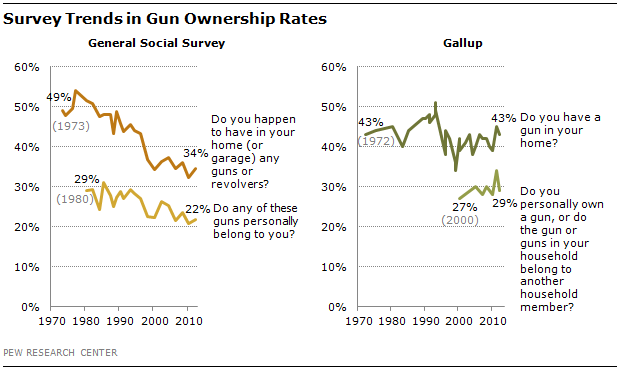 Survey Trends in Gun Ownership Rates
General Social Survey
60%
50%
40%
30%
20%
10%
0%
1970 1980 1990 2000 2010
49%
(1973)
34%
Do you happen
to have in your
home (or
garage) any
guns or
revolvers?
29%
(1980)
22%
Do any of these
guns personally
belong to you?
Gallup
60%
50%
40%
30%
20%
10%
0%
1970 1980 1990 2000 2010
43%
(1972)
43%
Do you have a
gun in your
home?
27%
(2000)
29%
Do you
personally own
a gun, or do
the gun or
guns in your
household
belong to
another
household
member?
PEW RESEARCH CENTER